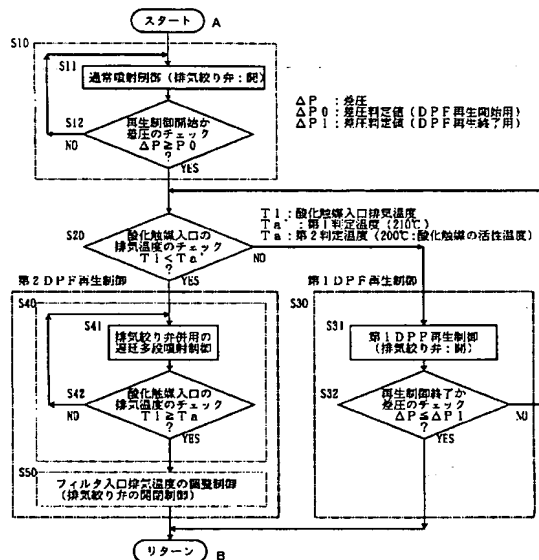 スタート A
S10
S11
通常噴射制御(排気絞り弁:開)
S12
再生制御開始か
差圧のチェック
ΔP≧P0
?
NO
YES
ΔP :差圧
ΔP0:差圧判定値(DPF再生開始用)
ΔP1:差圧判定値(DPF再生終了用)
S20
酸化触媒入口の
排気温度のチェック
T1<Ta'
?
NO
YES
T1:酸化触媒入口排気温度
Ta':第1判定温度(210℃)
Ta:第2判定温度(200℃:酸化触媒の活性温度)
第2DPF再生制御
S40
S41
排気絞り弁併用の
遅延多段噴射制御
S42
酸化触媒入口の
排気温度のチェック
T1≧Ta
?
NO
YES
S50
フィルタ入口排気温度の調整制御
(排気絞り弁の開閉制御)
第1DPF再生制御
S30
S31
第1DPF再生制御
(排気絞り弁:開)
S32
再生制御終了か
差圧のチェック
ΔP≦ΔP1
?
NO
YES
リターン B